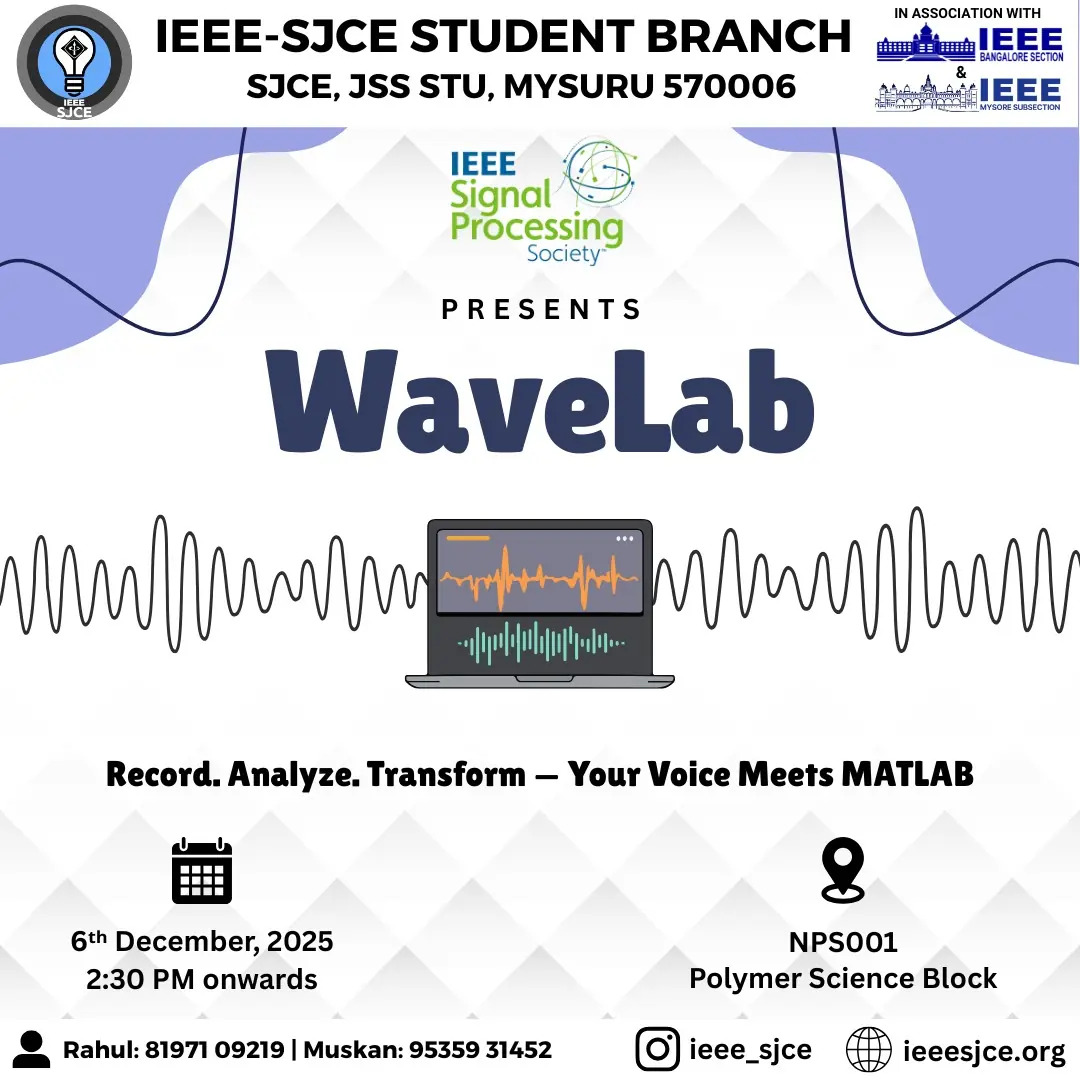 IEEE-SJCE STUDENT BRANCH
SJCE, JSS STU, MYSURU 570006
IEEE
SJCE
IN ASSOCIATION WITH
IEEE
BANGALORE SECTION
&
IEEE
MYSORE SUBSECTION
IEEE
Signal
Processing
Society™
PRESENTS
WaveLab
Record. Analyze. Transform – Your Voice Meets MATLAB
6th December, 2025
2:30 PM onwards
NPS001
Polymer Science Block
Rahul: 81971 09219 | Muskan: 95359 31452
ieee_sjce
ieeesjce.org